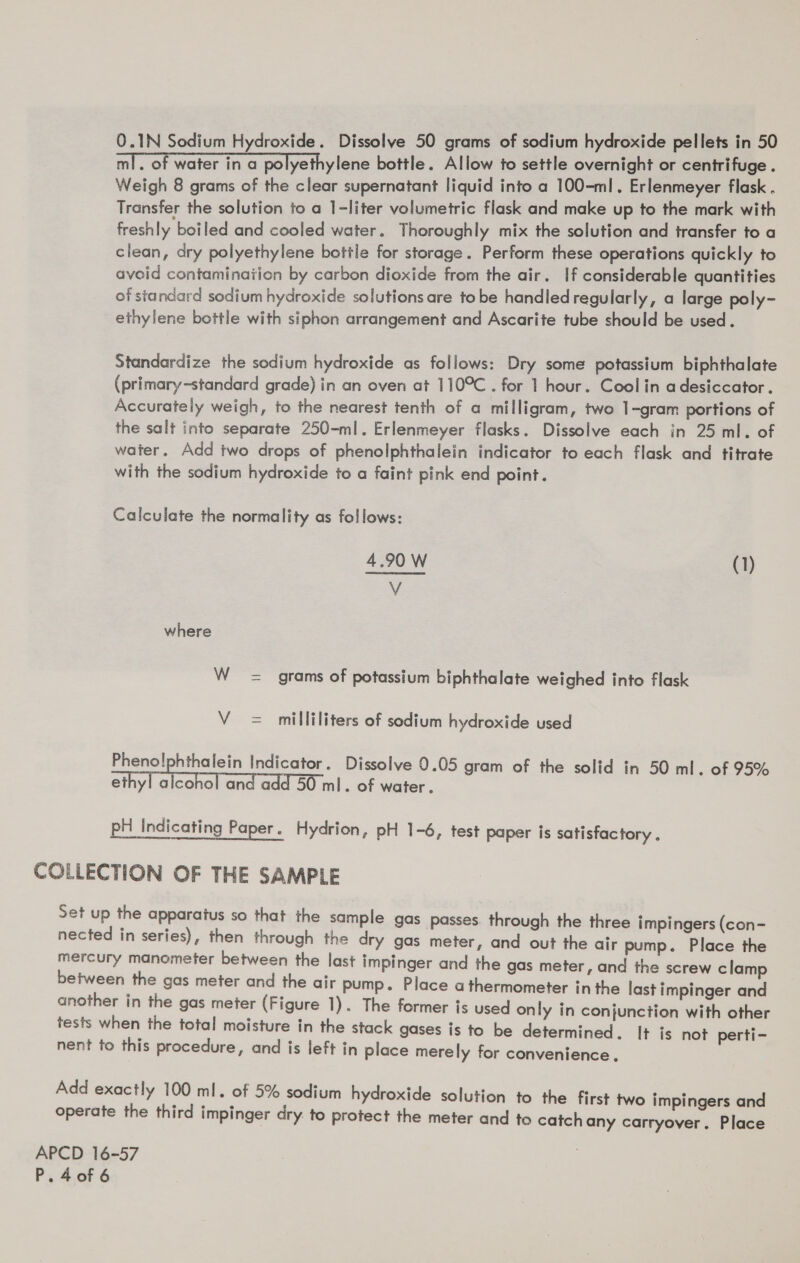 0.1N Sodium Hydroxide. Dissolve 50 grams of sodium hydroxide pellets in 50
ml. of water in a polyethylene bottle. Allow to settle overnight or centrifuge.
Weigh 8 grams of the clear supernatant liquid into a 100-ml. Erlenmeyer flask.
Transfer the solution to a 1-liter volumetric flask and make up to the mark with
freshly boiled and cooled water. Thoroughly mix the solution and transfer to a
clean, dry polyethylene bottle for storage. Perform these operations quickly to
avoid contamination by carbon dioxide from the air. If considerable quantities
of standard sodium hydroxide solutions are to be handled regularly, a large poly-
ethylene bottle with siphon arrangement and Ascarite tube should be used.
Standardize the sodium hydroxide as follows: Dry some potassium biphthalate
(primary-standard grade) in an oven at 110°C. for 1 hour. Cool in a desiccator.
Accurately weigh, to the nearest tenth of a milligram, two 1-gram portions of
the salt into separate 250-ml. Erlenmeyer flasks. Dissolve each in 25 ml. of
water. Add two drops of phenolphthalein indicator to each flask and titrate
with the sodium hydroxide to a faint pink end point.
Calculate the normality as follows:
4.90 W (1)
V
where
W = grams of potassium biphthalate weighed into flask
V = milliliters of sodium hydroxide used
Phenolphthalein Indicator. Dissolve 0.05 gram of the solid in 50 ml. of 95%
ethyl alcohol and add 50 ml. of water.
pH Indicating Paper. Hydrion, pH 1-6, test paper is satisfactory.
COLLECTION OF THE SAMPLE
Set up the apparatus so that the sample gas passes through the three impingers (con-
nected in series), then through the dry gas meter, and out the air pump. Place the
mercury manometer between the last impinger and the gas meter, and the screw clamp
between the gas meter and the air pump. Place a thermometer in the last impinger and
another in the gas meter (Figure 1). The former is used only in conjunction with other
tests when the total moisture in the stack gases is to be determined. It is not perti-
nent to this procedure, and is left in place merely for convenience.
Add exactly 100 ml. of 5% sodium hydroxide solution to the first two impingers and
operate the third impinger dry to protect the meter and to catch any carryover. Place
APCD 16-57
P. 4 of 6